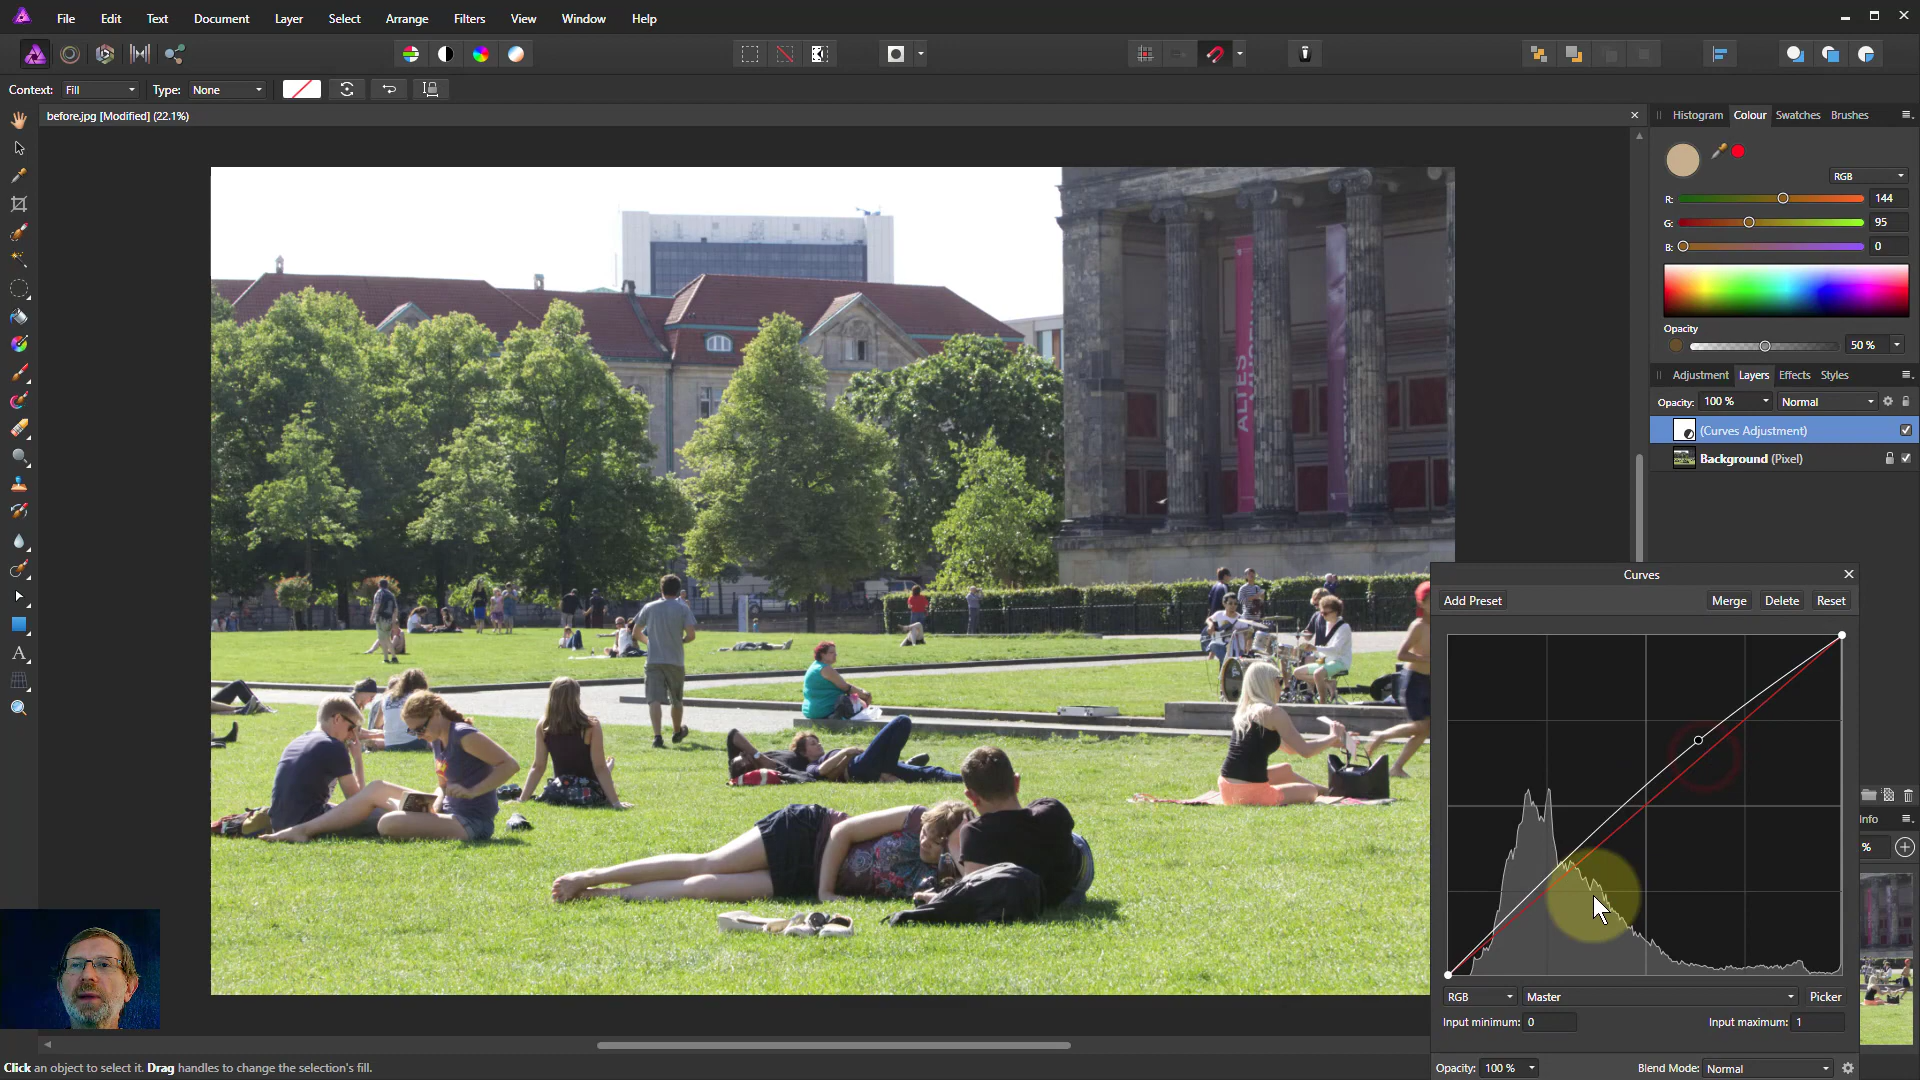 File Edit Text Document Layer Select Arrange Filters View Window Help
Context: Fill Type: None
before.jpg [Modified] (22.1%)
Histogram Colour Swatches Brushes
RGB
R: 144
G: 95
B: 0
Opacity
50 %
Adjustment Layers Effects Styles
Opacity: 100 % Normal
(Curves Adjustment)
Background (Pixel)
ALTES
Curves
Add Preset Merge Delete Reset
Info
%
RGB Master Picker
Input minimum: 0 Input maximum: 1
Opacity: 100 % Blend Mode: Normal
Click an object to select it. Drag handles to change the selection's fill.